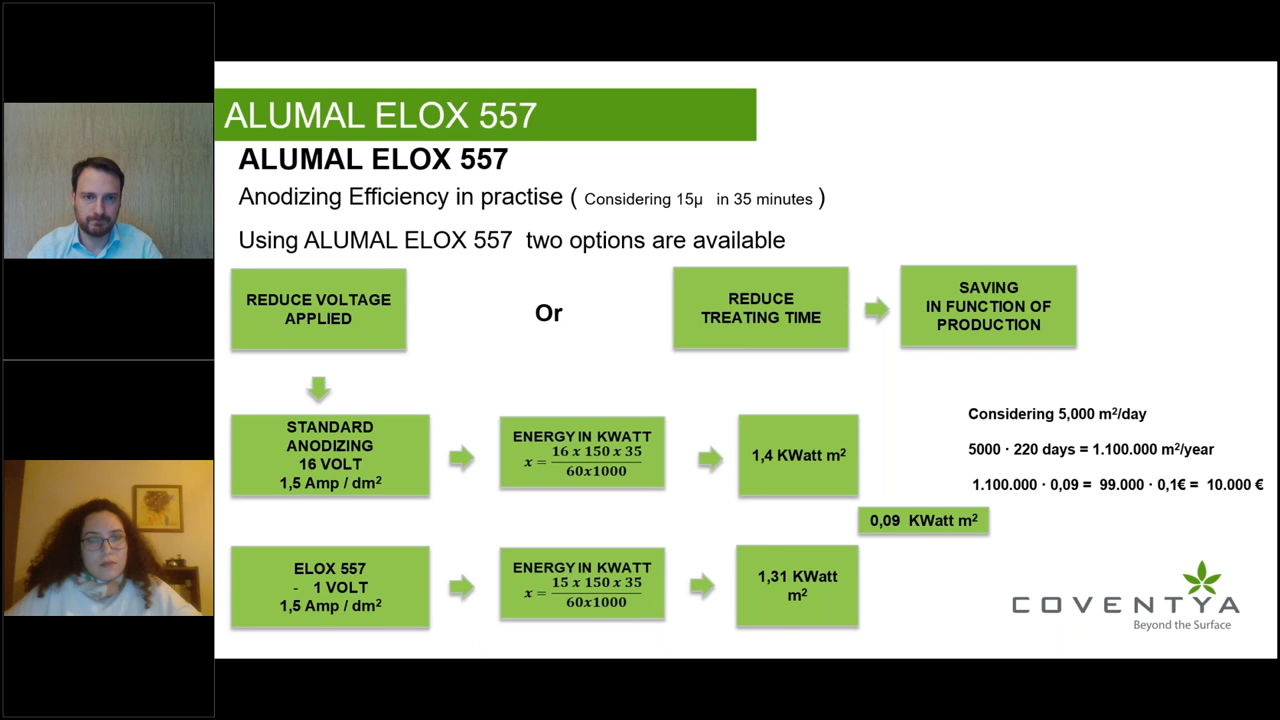 ALUMAL ELOX 557
ALUMAL ELOX 557
Anodizing Efficiency in practise ( Considering 15µ in 35 minutes )
Using ALUMAL ELOX 557 two options are available
REDUCE VOLTAGE
APPLIED
Or
REDUCE
TREATING TIME
SAVING
IN FUNCTION OF
PRODUCTION
STANDARD
ANODIZING
16 VOLT
1,5 Amp / dm²
ENERGY IN KWATT
x = 16 x 150 x 35
60x1000
1,4 KWatt m²
Considering 5,000 m²/day
5000 · 220 days = 1.100.000 m²/year
1.100.000 · 0,09 = 99.000 · 0,1€ = 10.000 €
0,09 KWatt m²
ELOX 557
- 1 VOLT
1,5 Amp / dm²
ENERGY IN KWATT
x = 15 x 150 x 35
60x1000
1,31 KWatt
m²
COVENTYA
Beyond the Surface